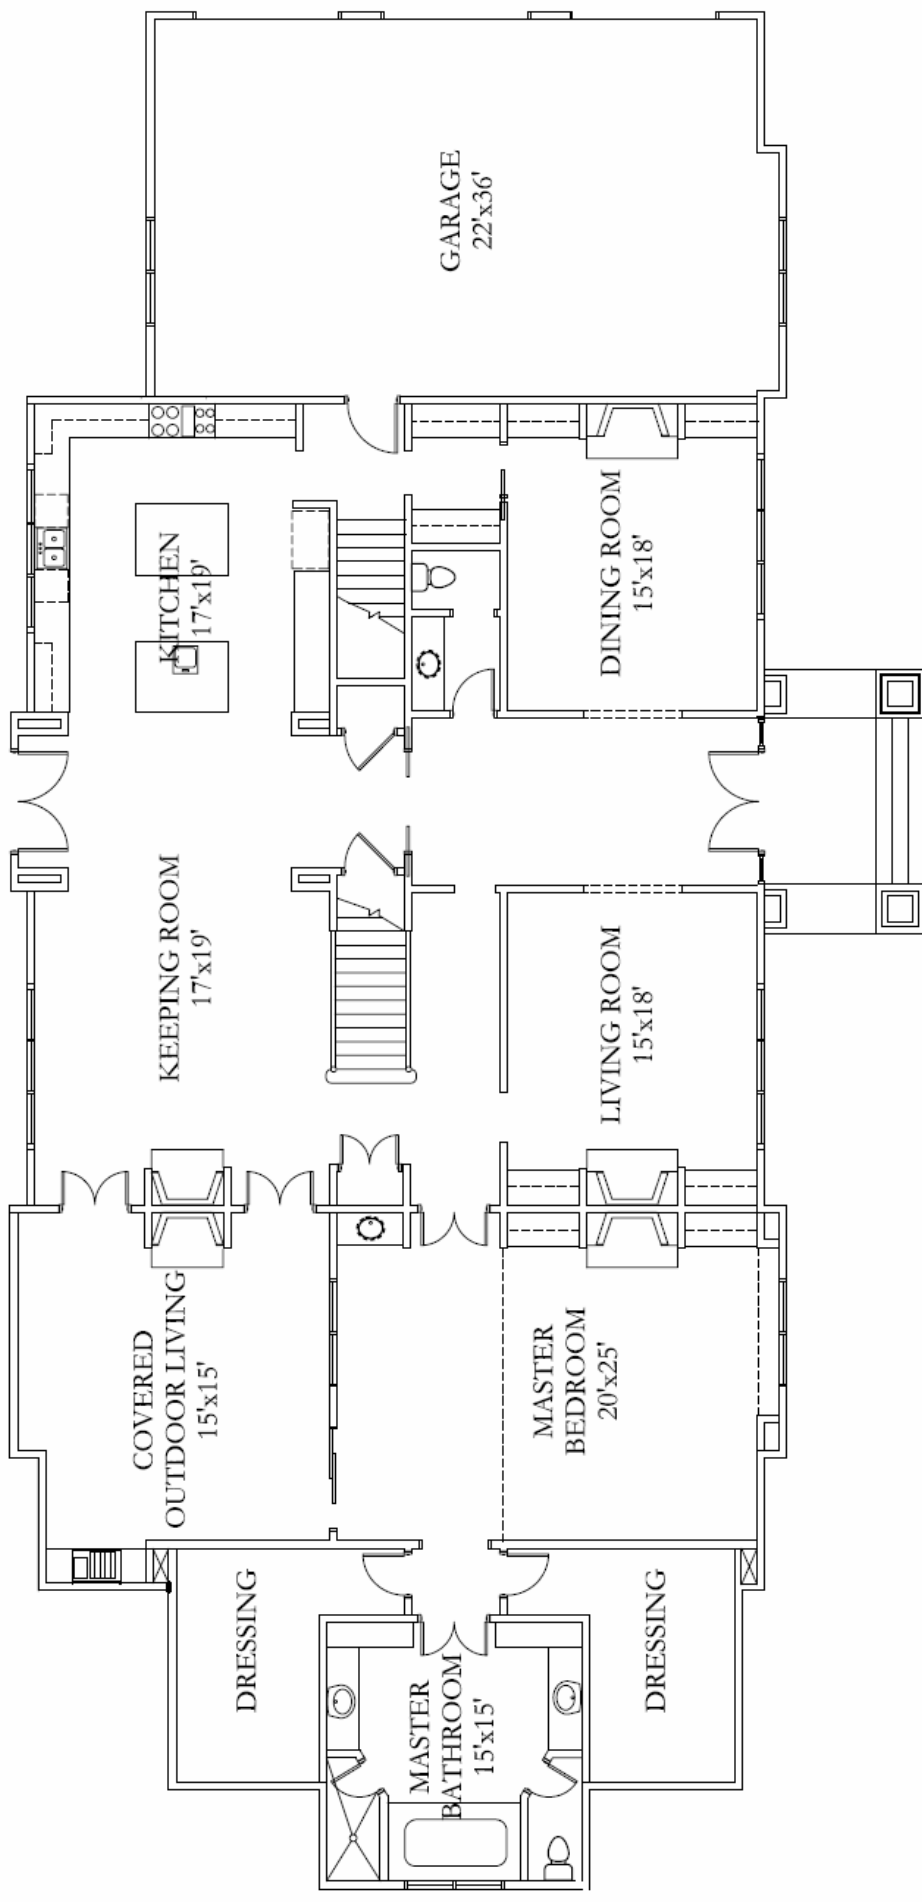 GARAGE
22'x36'
KITCHEN
17'x19'
DINING ROOM
15'x18'
KEEPING ROOM
17'x19'
LIVING ROOM
15'x18'
COVERED
OUTDOOR LIVING
15'x15'
MASTER
BEDROOM
20'x25'
DRESSING
DRESSING
MASTER
BATHROOM
15'x15'